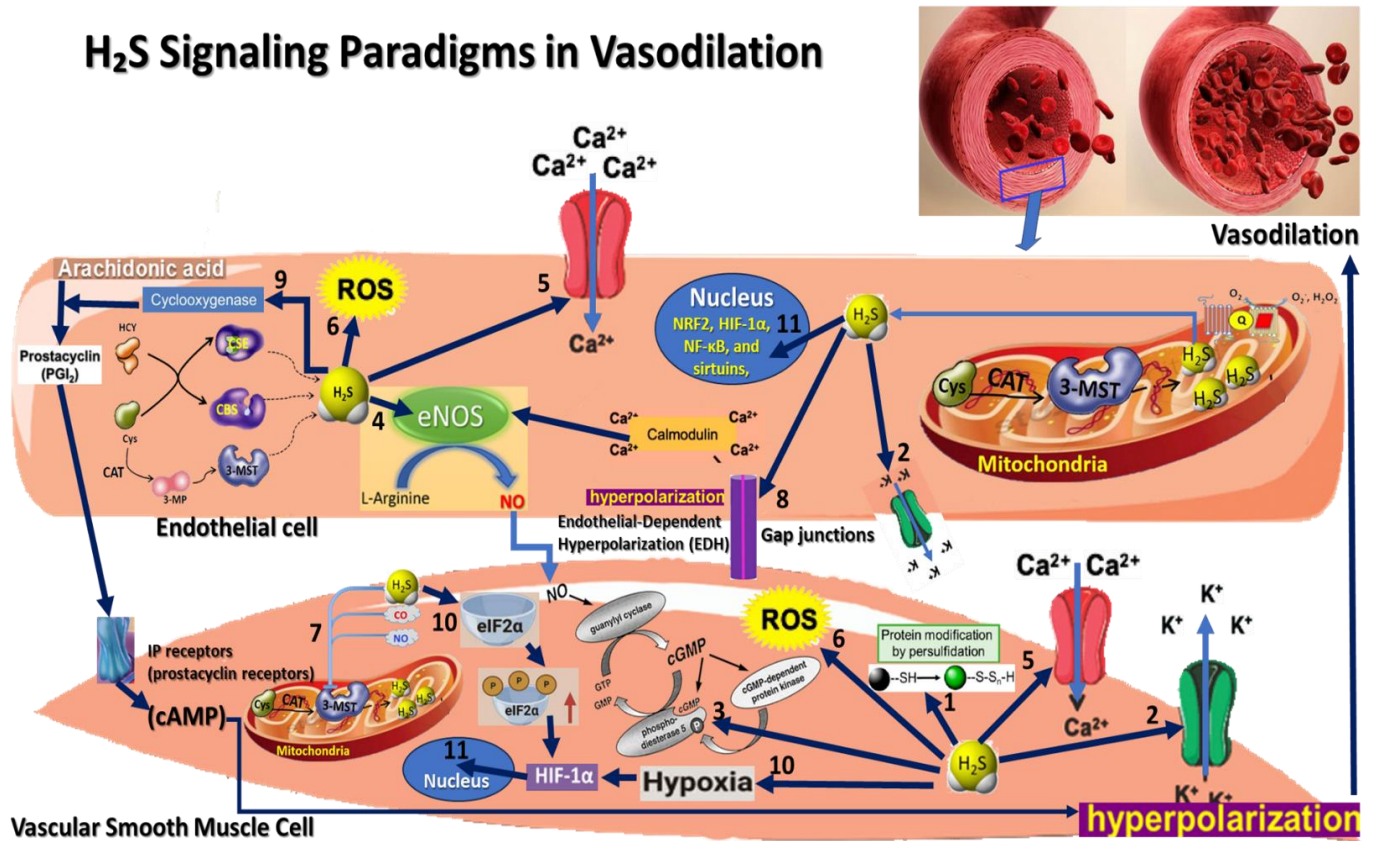 H₂S Signaling Paradigms in Vasodilation
Ca²⁺
Ca²⁺ Ca²⁺
Vasodilation
Arachidonic acid
9
Cyclooxygenase
ROS
6
5
Ca²⁺
HCY
CSE
Prostacyclin
(PGI₂)
H₂S
CBS
Cys
4
eNOS
CAT
3-MP
3-MST
L-Arginine
NO
Endothelial cell
Ca²⁺
Ca²⁺
Calmodulin
Ca²⁺
Ca²⁺
Nucleus
NRF2, HIF-1α,
NF-κB, and
sirtuins,
11
H₂S
O₂
O₂⁻, H₂O₂
Q
Cys
CAT
3-MST
H₂S
H₂S
H₂S
Mitochondria
2
K⁺ K⁺
K⁺
K⁺
K⁺
K⁺
8
hyperpolarization
Endothelial-Dependent
Hyperpolarization (EDH)
Gap junctions
IP receptors
(prostacyclin receptors)
(cAMP)
7
H₂S
CO
NO
Cys
CAT
3-MST
H₂S
H₂S
H₂S
Mitochondria
10
eIF2α
P P P
eIF2α
NO
guanylyl cyclase
cGMP
GTP
GMP
cGMP
phospho-
diesterase 5
P
cGMP-dependent
protein kinase
3
ROS
6
Protein modification
by persulfidation
--SH
--S-Sₙ-H
1
5
Ca²⁺ Ca²⁺
Ca²⁺
K⁺
K⁺ K⁺
2
H₂S
10
Hypoxia
HIF-1α
11
Nucleus
K⁺ K⁺
hyperpolarization
Vascular Smooth Muscle Cell